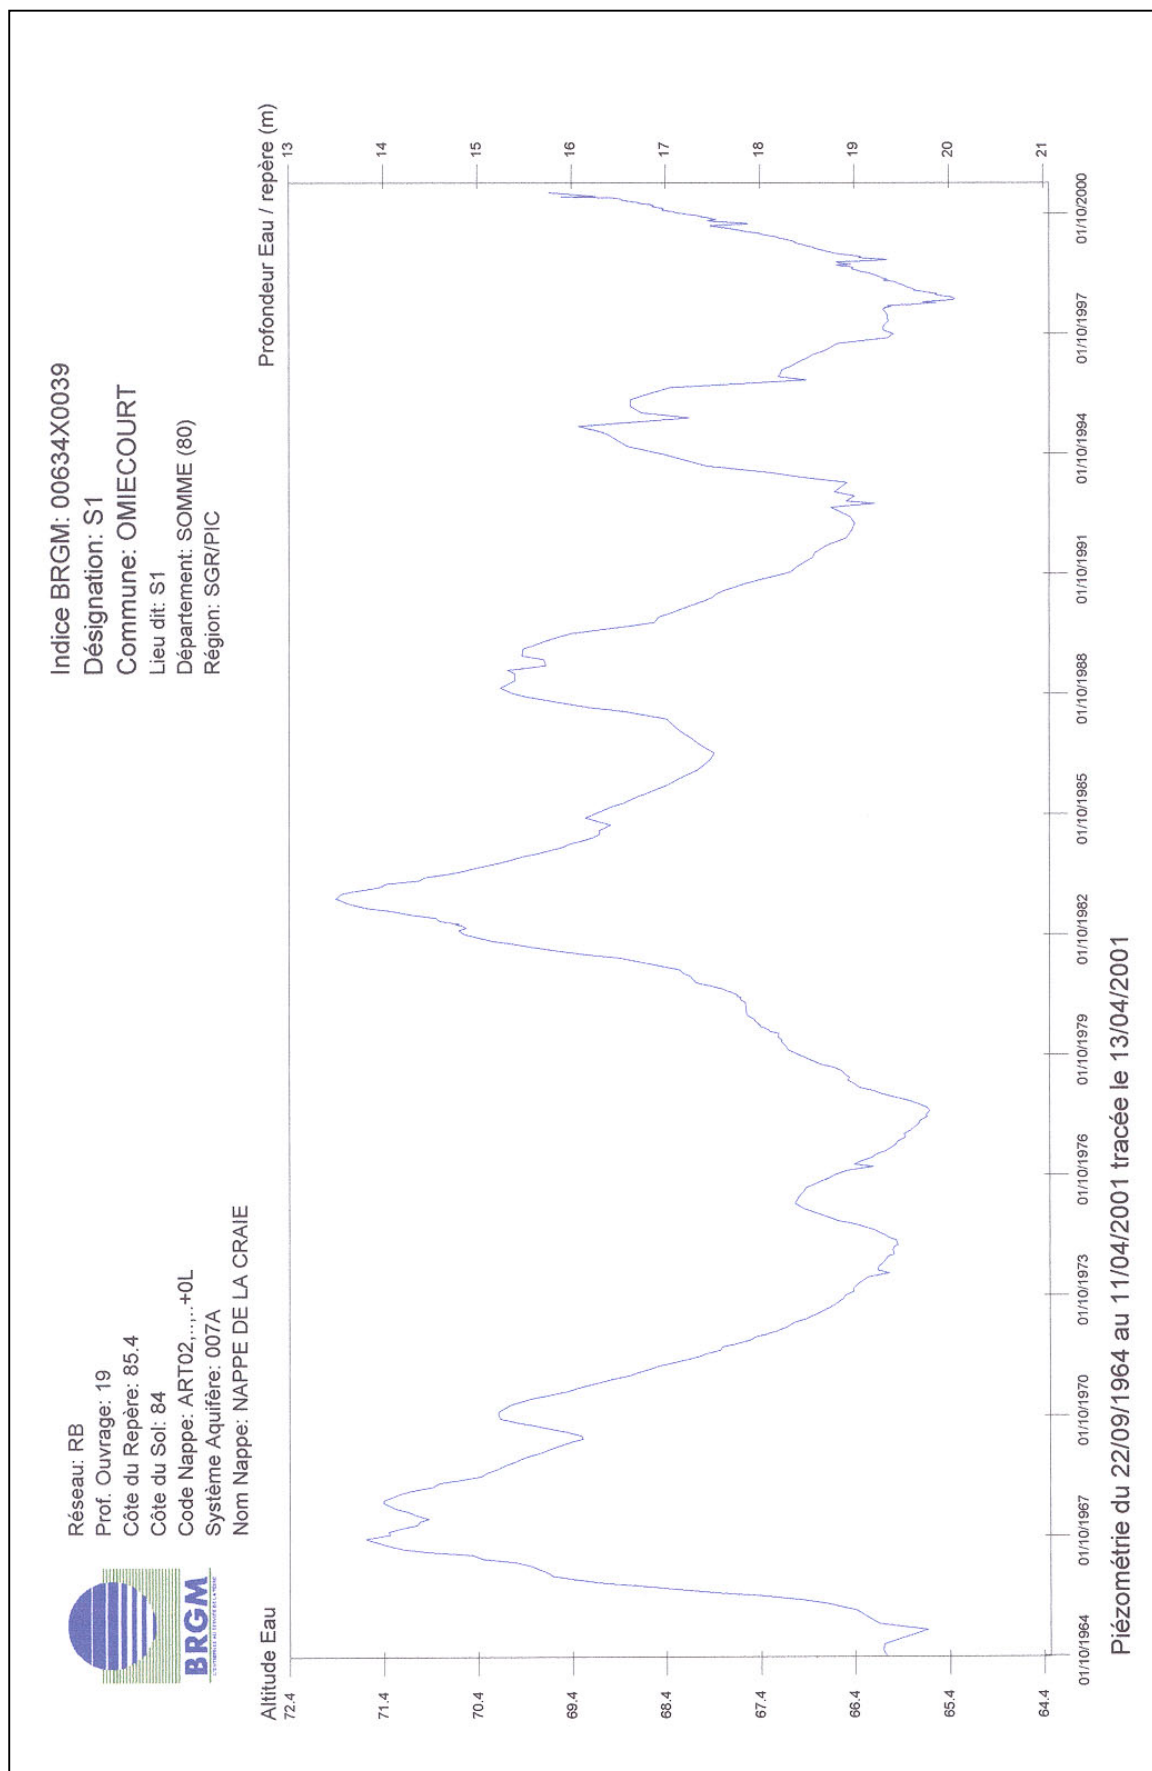 Réseau: RB
Prof. Ouvrage: 19
Côte du Repère: 85.4
Côte du Sol: 84
Code Nappe: ART02,..,..+0L
Système Aquifère: 007A
Nom Nappe: NAPPE DE LA CRAIE
BRGM
Indice BRGM: 00634X0039
Désignation: S1
Commune: OMIECOURT
Lieu dit: S1
Département: SOMME (80)
Région: SGR/PIC
Altitude Eau
Profondeur Eau / repère (m)
72.4
71.4
70.4
69.4
68.4
67.4
66.4
65.4
64.4
13
14
15
16
17
18
19
20
21
01/10/1964
01/10/1967
01/10/1970
01/10/1973
01/10/1976
01/10/1979
01/10/1982
01/10/1985
01/10/1988
01/10/1991
01/10/1994
01/10/1997
01/10/2000
Piézométrie du 22/09/1964 au 11/04/2001 tracée le 13/04/2001